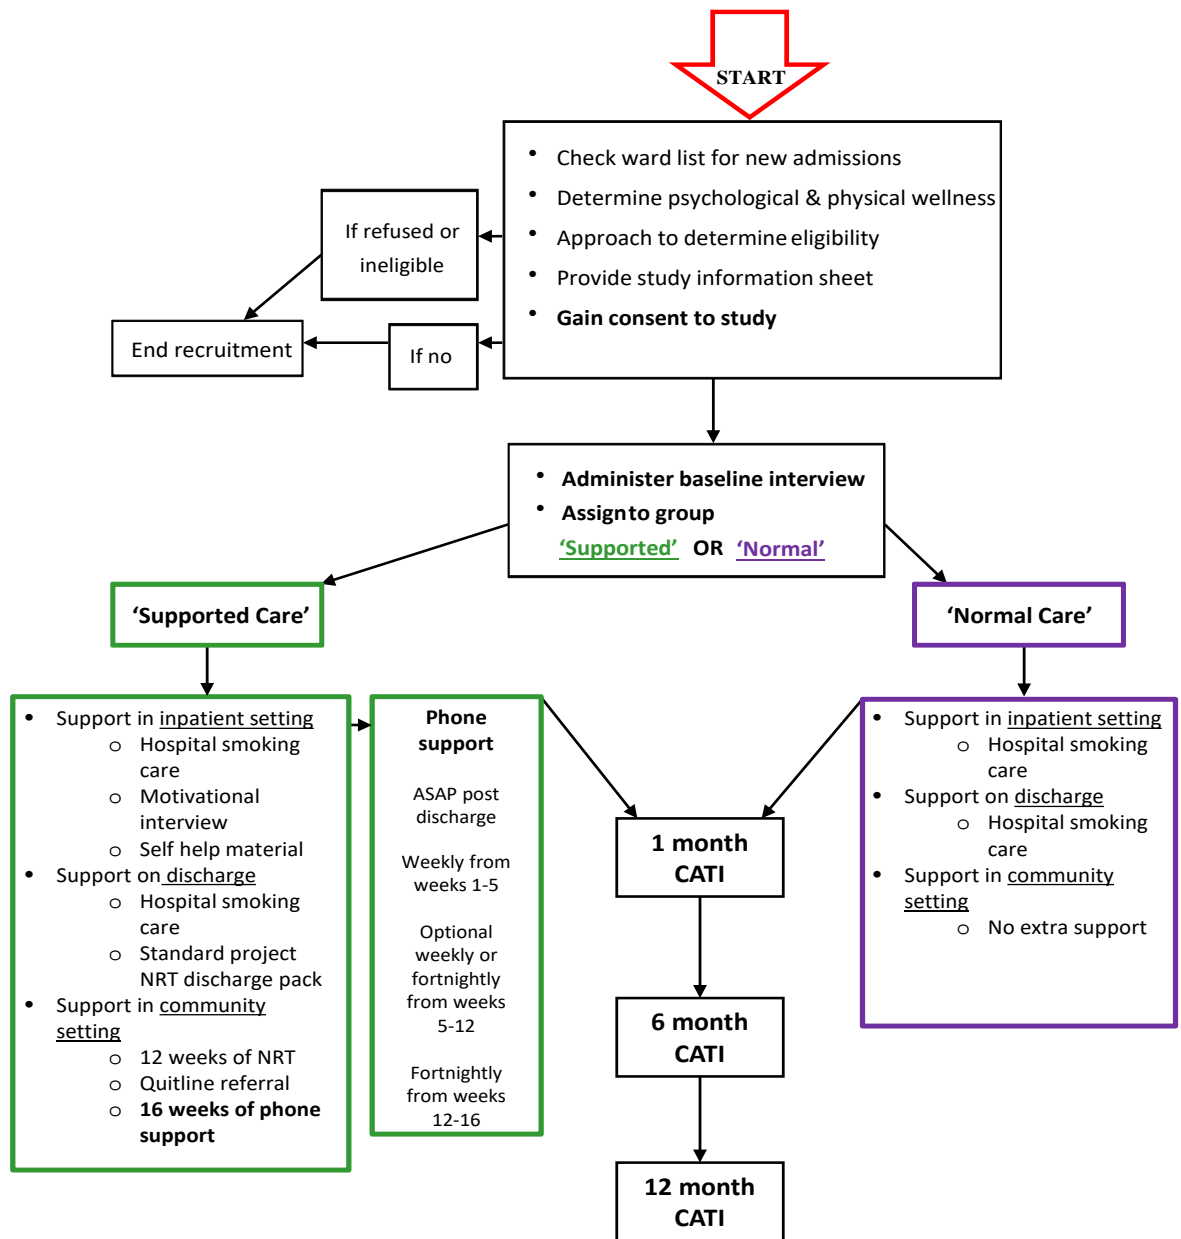 START
• Check ward list for new admissions
• Determine psychological & physical wellness
• Approach to determine eligibility
• Provide study information sheet
• Gain consent to study
If refused or
ineligible
End recruitment
If no
• Administer baseline interview
• Assign to group
‘Supported’ OR ‘Normal’
‘Supported Care’
‘Normal Care’
• Support in inpatient setting
o Hospital smoking
care
o Motivational
interview
o Self help material
• Support on discharge
o Hospital smoking
care
o Standard project
NRT discharge pack
• Support in community
setting
o 12 weeks of NRT
o Quitline referral
o 16 weeks of phone
support
Phone
support
ASAP post
discharge
Weekly from
weeks 1-5
Optional
weekly or
fortnightly
from weeks
5-12
Fortnightly
from weeks
12-16
1 month
CATI
6 month
CATI
12 month
CATI
• Support in inpatient setting
o Hospital smoking
care
• Support on discharge
o Hospital smoking
care
• Support in community
setting
o No extra support